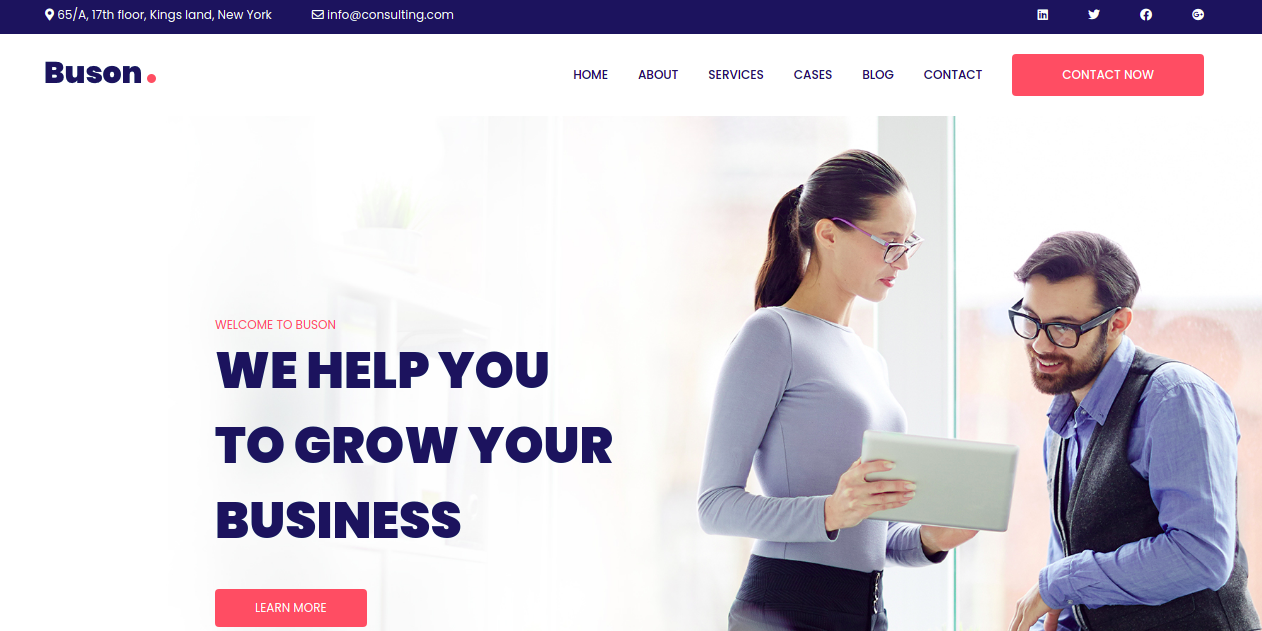 65/A, 17th floor, Kings land, New York
info@consulting.com
Buson.
HOME ABOUT SERVICES CASES BLOG CONTACT CONTACT NOW
WELCOME TO BUSON
WE HELP YOU
TO GROW YOUR
BUSINESS
LEARN MORE